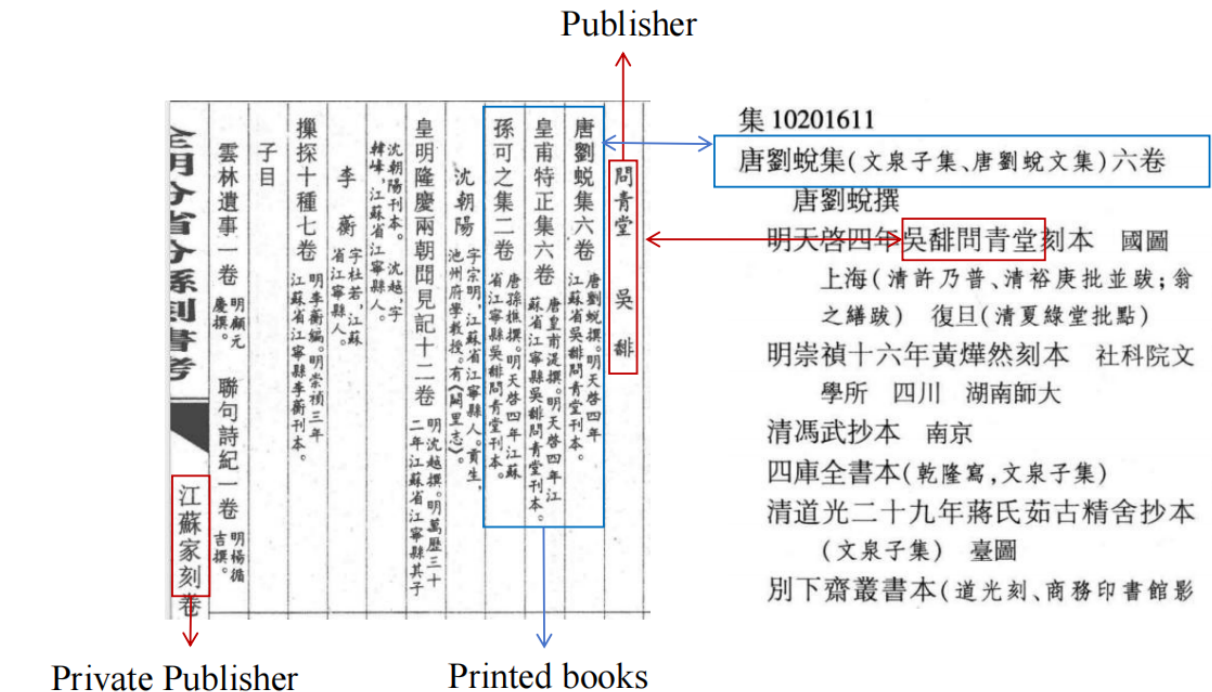 Publisher
問青堂 吳馡
唐劉蛻集六卷 唐劉蛻撰。明天啓四年
江蘇省吳馡問青堂刊本。
皇甫特正集六卷 唐皇甫湜撰。明天啓四年江
蘇省江寧縣吳馡問青堂刊本。
孫可之集二卷 唐孫樵撰。明天啓四年江蘇
省江寧縣吳馡問青堂刊本。
沈朝陽 字宗明,江蘇省江寧縣人。貢生,
池州府學教授。有《闕里志》。
皇明隆慶兩朝聞見記十二卷 明沈越撰。明萬歷三十
二年江蘇省江寧縣其子
沈朝陽刊本。沈越,字
韓峰,江蘇省江寧縣人。
李蘅 字杜若,江蘇
省江寧縣人。
探十種七卷 明李蘅編。明崇禎三年
江蘇省江寧縣李蘅刊本。
子目
雲林遺事一卷 明顧元
慶撰。
聯句詩紀一卷 明楊循
吉撰。
全明分省分縣刻書考
江蘇家刻卷
集 10201611
唐劉蛻集(文泉子集、唐劉蛻文集)六卷
唐劉蛻撰
明天啓四年吳馡問青堂刻本 國圖
上海(清許乃普、清裕庚批並跋;翁
之繕跋) 復旦(清夏綠堂批點)
明崇禎十六年黃燁然刻本 社科院文
學所 四川 湖南師大
清馮武抄本 南京
四庫全書本(乾隆寫,文泉子集)
清道光二十九年蔣氏茹古精舍抄本
(文泉子集) 臺圖
別下齋叢書本(道光刻、商務印書館影
Private Publisher
Printed books